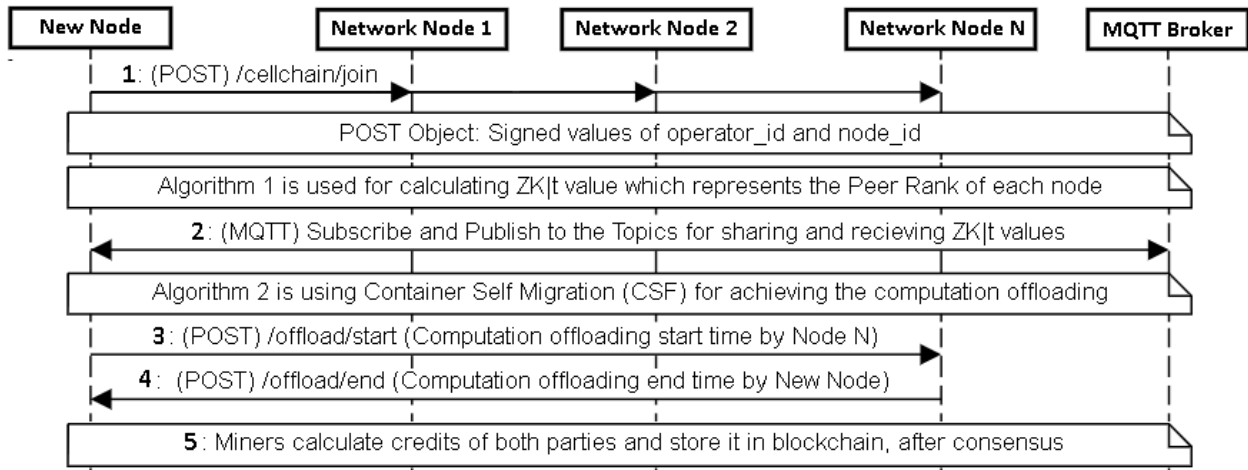 New Node Network Node 1 Network Node 2 Network Node N MQTT Broker
1: (POST) /cellchain/join
POST Object: Signed values of operator_id and node_id
Algorithm 1 is used for calculating ZK|t value which represents the Peer Rank of each node
2: (MQTT) Subscribe and Publish to the Topics for sharing and recieving ZK|t values
Algorithm 2 is using Container Self Migration (CSF) for achieving the computation offloading
3: (POST) /offload/start (Computation offloading start time by Node N)
4: (POST) /offload/end (Computation offloading end time by New Node)
5: Miners calculate credits of both parties and store it in blockchain, after consensus